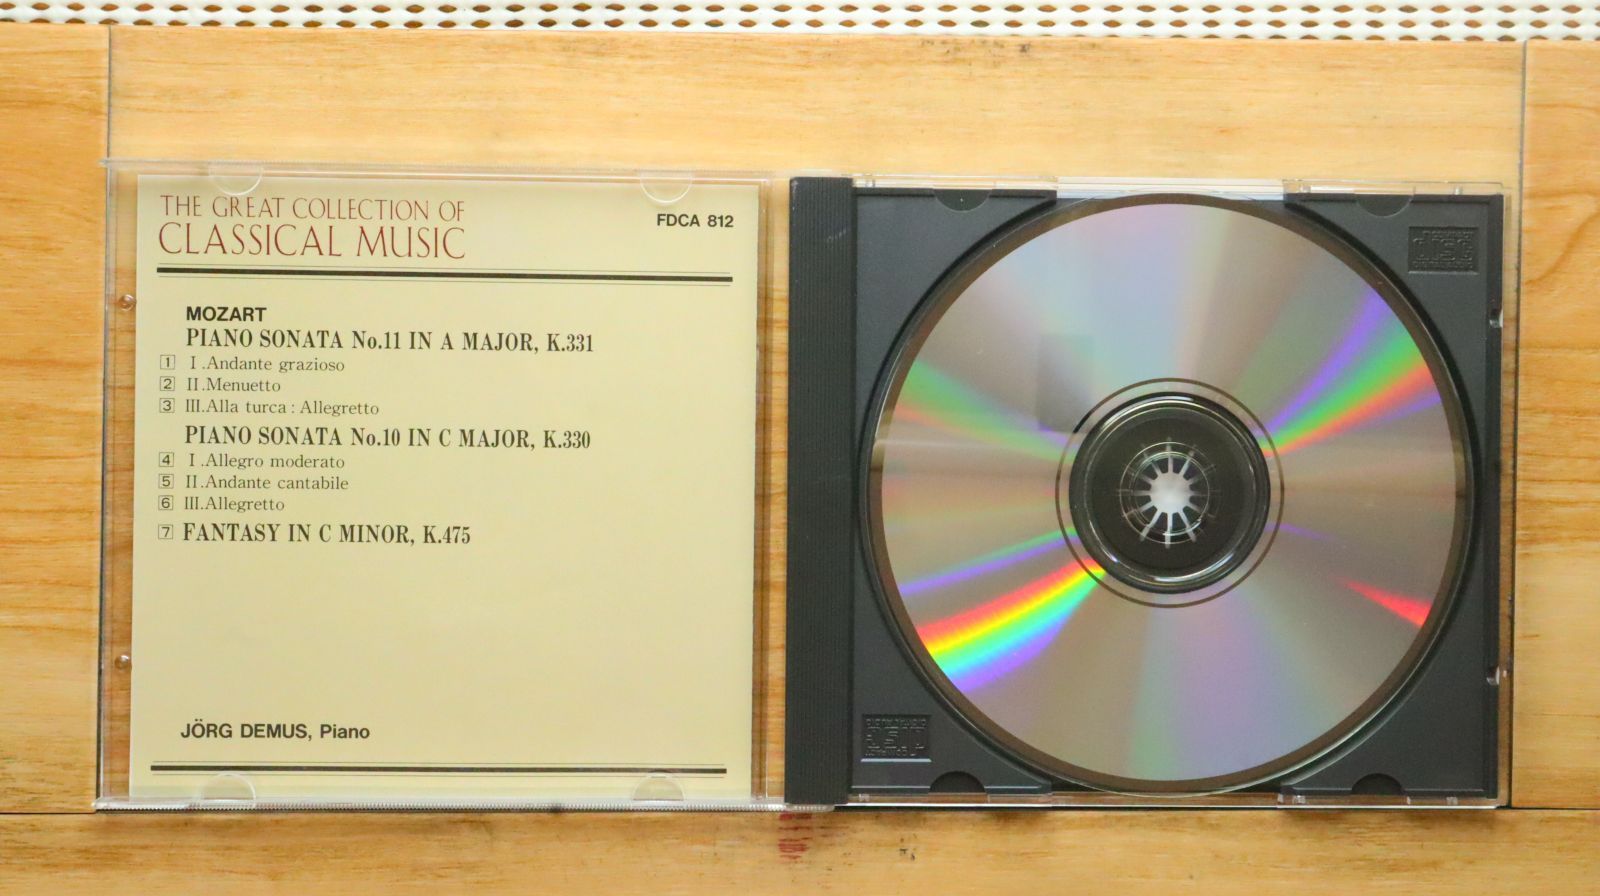 THE GREAT COLLECTION OF
CLASSICAL MUSIC
FDCA 812
MOZART
PIANO SONATA No.11 IN A MAJOR, K.331
1 I.Andante grazioso
2 II.Menuetto
3 III.Alla turca : Allegretto
PIANO SONATA No.10 IN C MAJOR, K.330
4 I.Allegro moderato
5 II.Andante cantabile
6 III.Allegretto
7 FANTASY IN C MINOR, K.475
JÖRG DEMUS, Piano